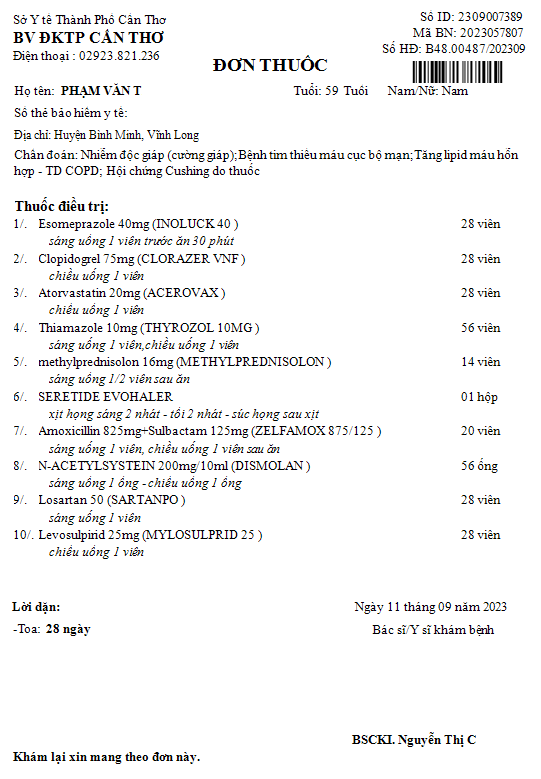 Sở Y tế Thành Phố Cần Thơ
BV ĐKTP CẦN THƠ
Điện thoại : 02923.821.236
Số ID: 2309007389
Mã BN: 2023057807
Số HĐ: B48.00487/202309
ĐƠN THUỐC
Họ tên: PHẠM VĂN T Tuổi: 59 Tuổi Nam/Nữ: Nam
Số thẻ bảo hiểm y tế:
Địa chỉ: Huyện Bình Minh, Vĩnh Long
Chẩn đoán: Nhiễm độc giáp (cường giáp);Bệnh tim thiếu máu cục bộ mạn;Tăng lipid máu hỗn
hợp - TD COPD; Hội chứng Cushing do thuốc
Thuốc điều trị:
1/. Esomeprazole 40mg (INOLUCK 40 ) 28 viên
sáng uống 1 viên trước ăn 30 phút
2/. Clopidogrel 75mg (CLORAZER VNF ) 28 viên
chiều uống 1 viên
3/. Atorvastatin 20mg (ACEROVAX ) 28 viên
chiều uống 1 viên
4/. Thiamazole 10mg (THYROZOL 10MG ) 56 viên
sáng uống 1 viên,chiều uống 1 viên
5/. methylprednisolon 16mg (METHYLPREDNISOLON ) 14 viên
sáng uống 1/2 viên sau ăn
6/. SERETIDE EVOHALER 01 hộp
xịt họng sáng 2 nhát - tối 2 nhát - súc họng sau xịt
7/. Amoxicillin 825mg+Sulbactam 125mg (ZELFAMOX 875/125 ) 20 viên
sáng uống 1 viên, chiều uống 1 viên sau ăn
8/. N-ACETYLSYSTEIN 200mg/10ml (DISMOLAN ) 56 ống
sáng uống 1 ống - chiều uống 1 ống
9/. Losartan 50 (SARTANPO ) 28 viên
sáng uống 1 viên
10/. Levosulpirid 25mg (MYLOSULPRID 25 ) 28 viên
chiều uống 1 viên
Lời dặn:
-Toa: 28 ngày
Ngày 11 tháng 09 năm 2023
Bác sĩ/Y sĩ khám bệnh
BSCKI. Nguyễn Thị C
Khám lại xin mang theo đơn này.